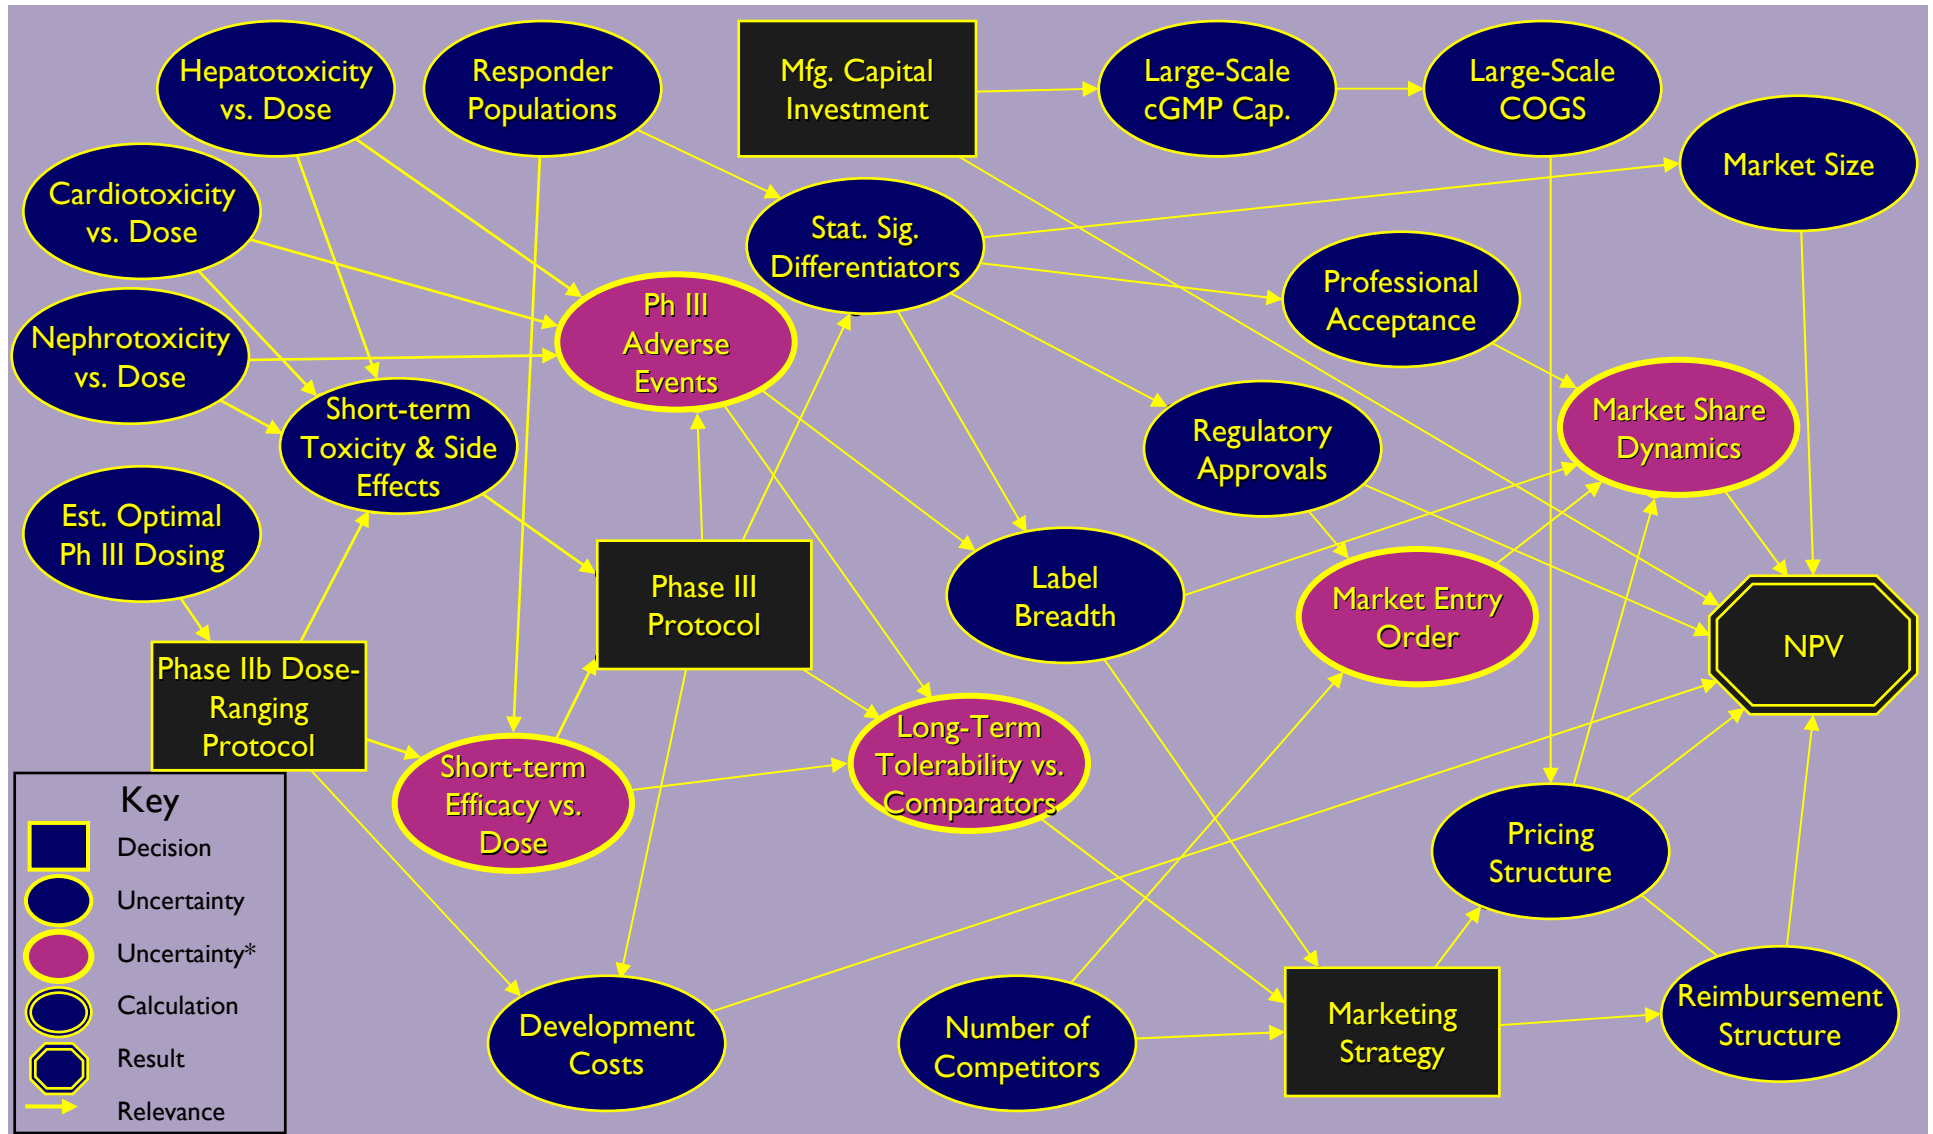 Hepatotoxicity
vs. Dose
Responder
Populations
Mfg. Capital
Investment
Large-Scale
cGMP Cap.
Large-Scale
COGS
Market Size
Cardiotoxicity
vs. Dose
Stat. Sig.
Differentiators
Professional
Acceptance
Nephrotoxicity
vs. Dose
Ph III
Adverse
Events
Short-term
Toxicity & Side
Effects
Regulatory
Approvals
Market Share
Dynamics
Est. Optimal
Ph III Dosing
Phase III
Protocol
Label
Breadth
Market Entry
Order
NPV
Phase IIb Dose-
Ranging
Protocol
Short-term
Efficacy vs.
Dose
Long-Term
Tolerability vs.
Comparators
Pricing
Structure
Development
Costs
Number of
Competitors
Marketing
Strategy
Reimbursement
Structure
Key
Decision
Uncertainty
Uncertainty*
Calculation
Result
Relevance